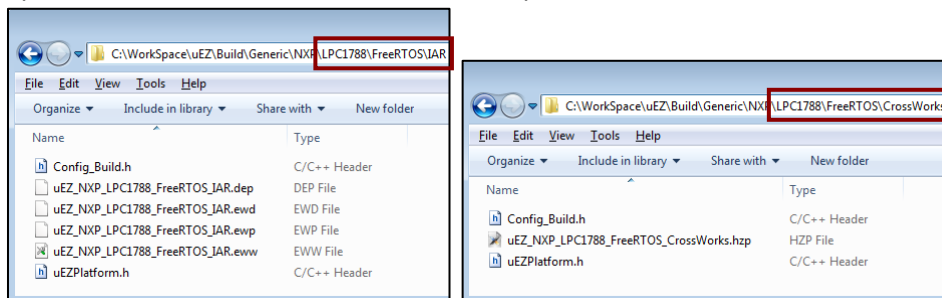 C:\WorkSpace\uEZ\Build\Generic\NXP\LPC1788\FreeRTOS\IAR
File Edit View Tools Help
Organize Include in library Share with New folder
Name Type
Config_Build.h C/C++ Header
uEZ_NXP_LPC1788_FreeRTOS_IAR.dep DEP File
uEZ_NXP_LPC1788_FreeRTOS_IAR.ewd EWD File
uEZ_NXP_LPC1788_FreeRTOS_IAR.ewp EWP File
uEZ_NXP_LPC1788_FreeRTOS_IAR.eww EWW File
uEZPlatform.h C/C++ Header
C:\WorkSpace\uEZ\Build\Generic\NXP\LPC1788\FreeRTOS\CrossWorks
File Edit View Tools Help
Organize Include in library Share with New folder
Name Type
Config_Build.h C/C++ Header
uEZ_NXP_LPC1788_FreeRTOS_CrossWorks.hzp HZP File
uEZPlatform.h C/C++ Header